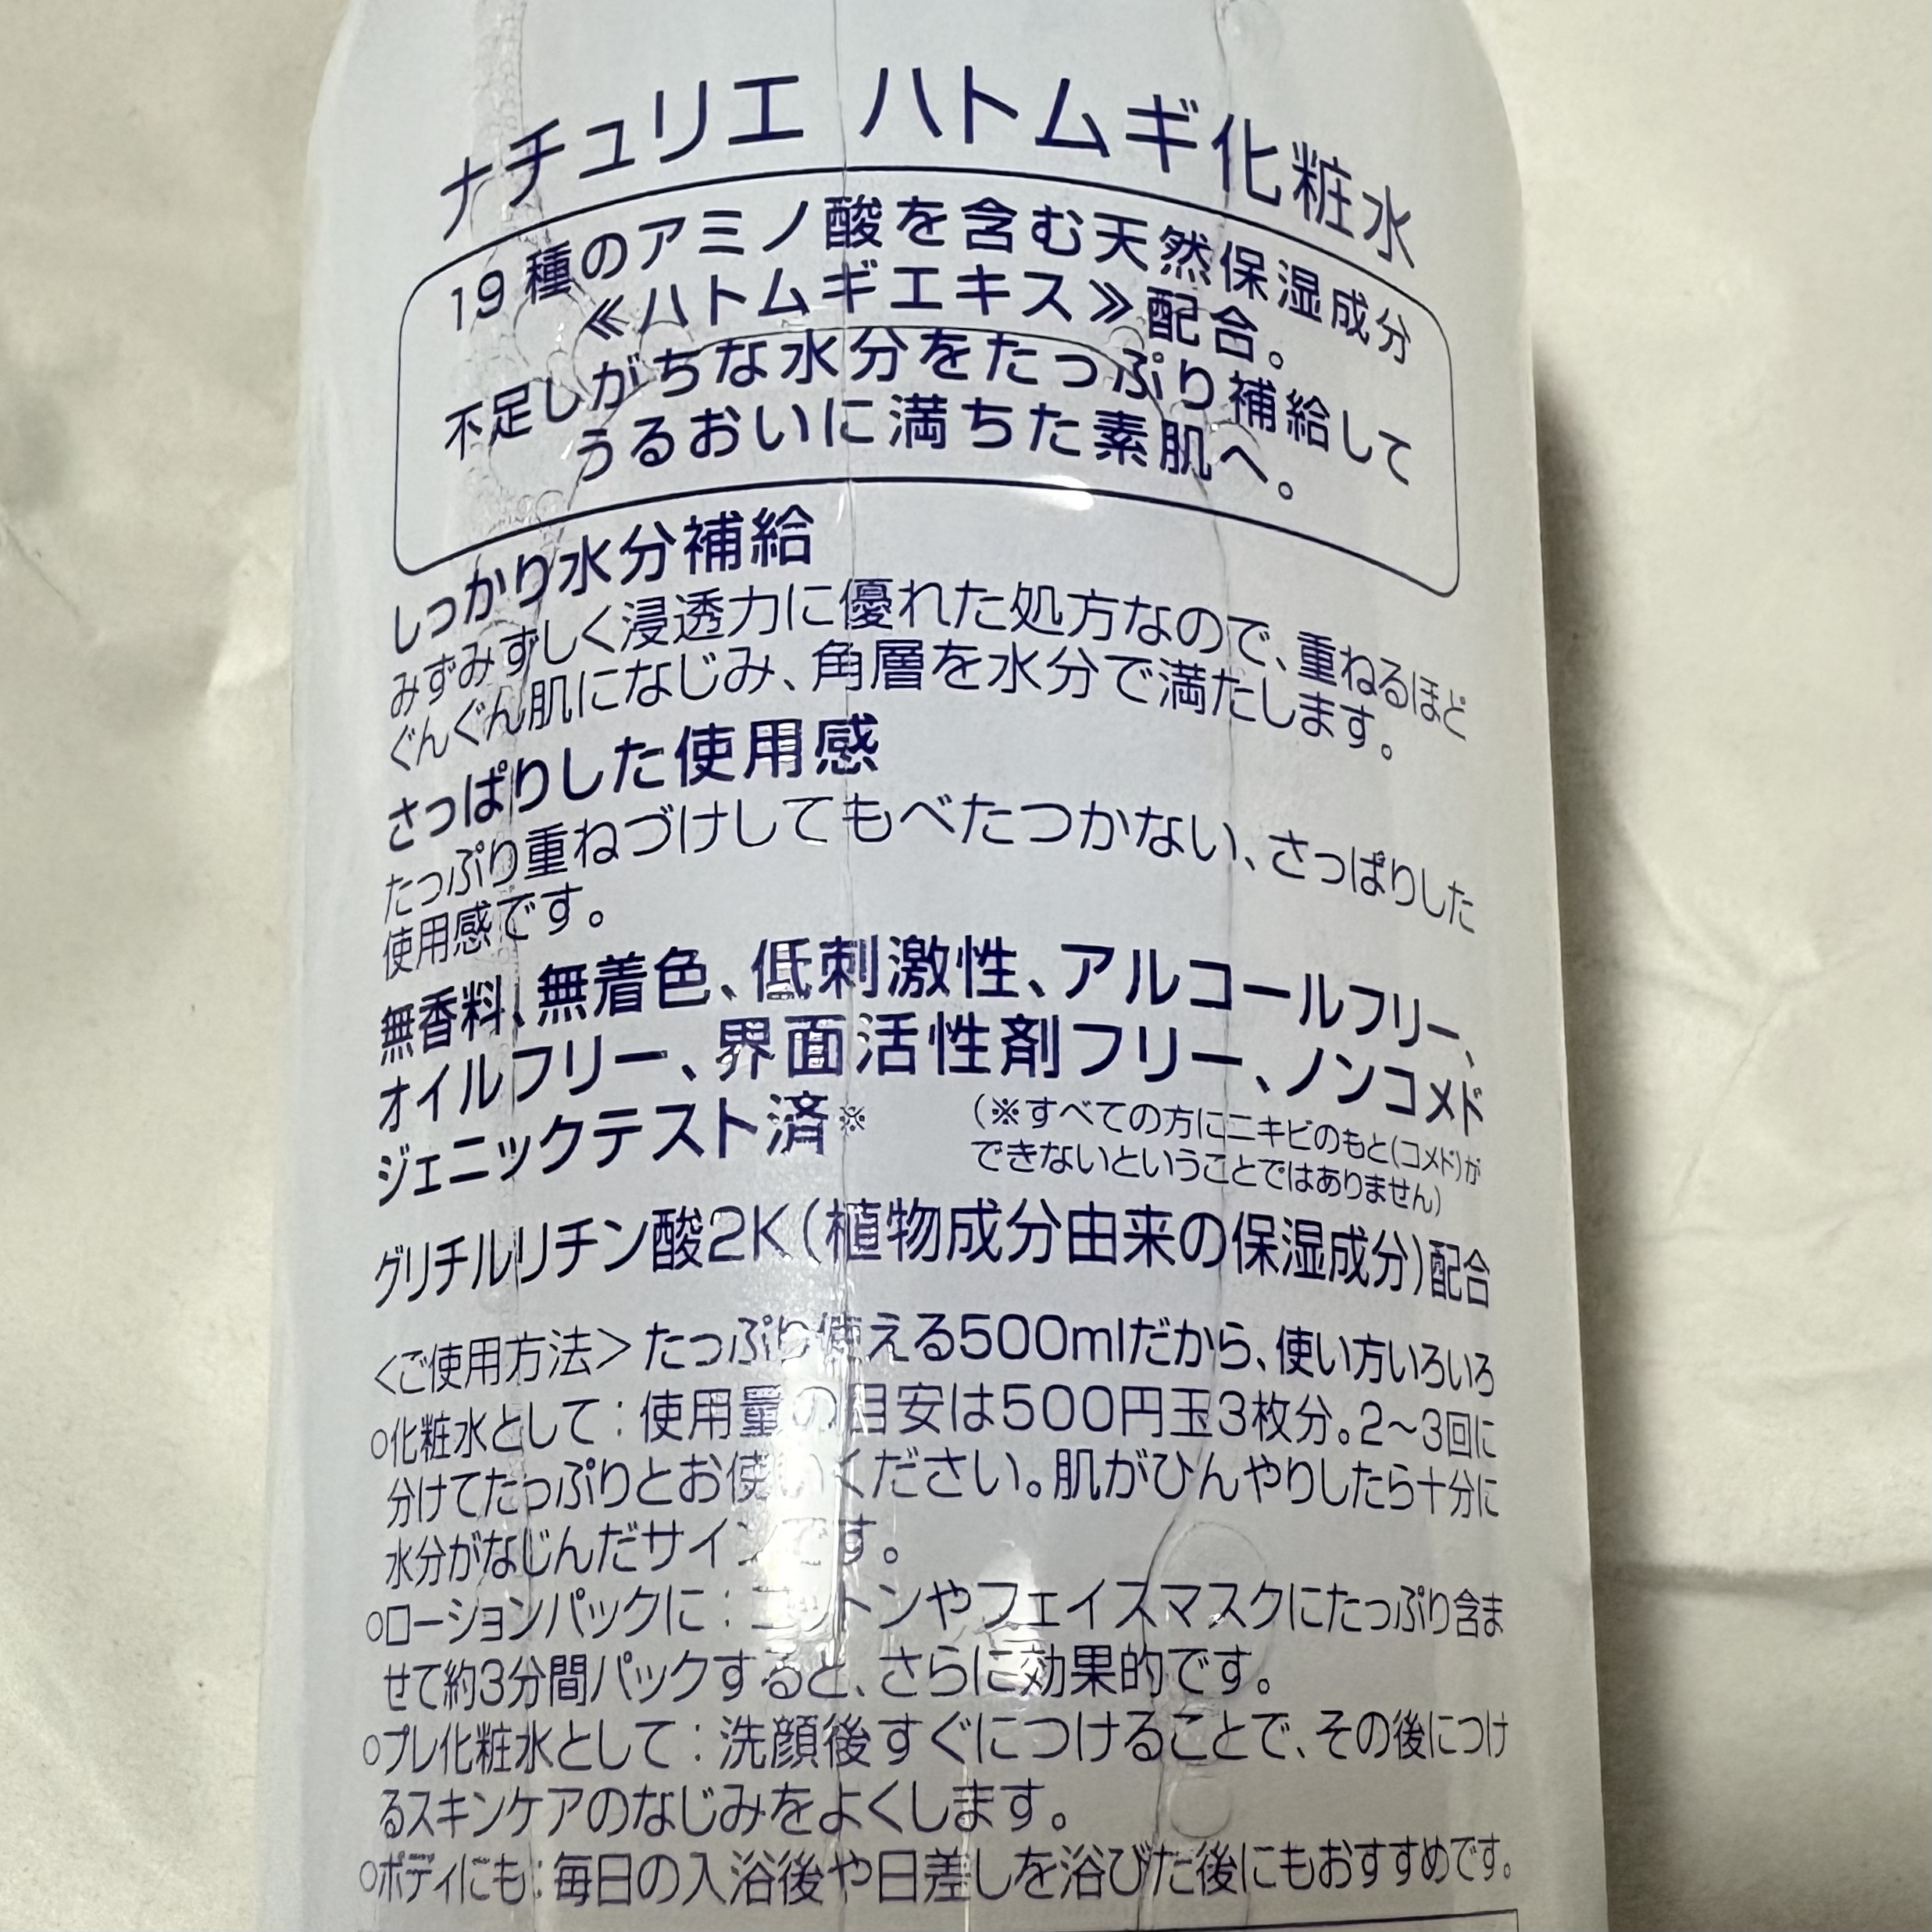 ナチュリエ ハトムギ化粧水
19種のアミノ酸を含む天然保湿成分
≪ハトムギエキス≫配合。
不足しがちな水分をたっぷり補給して
うるおいに満ちた素肌へ。
しっかり水分補給
みずみずしく浸透力に優れた処方なので、重ねるほど
ぐんぐん肌になじみ、角層を水分で満たします。
さっぱりした使用感
たっぷり重ねづけしてもべたつかない、さっぱりした
使用感です。
無香料、無着色、低刺激性、アルコールフリー、
オイルフリー、界面活性剤フリー、ノンコメド
ジェニックテスト済※
(※すべての方にニキビのもと(コメド)が
できないということではありません)
グリチルリチン酸2K(植物成分由来の保湿成分)配合
<ご使用方法>たっぷり使える500mlだから、使い方いろいろ
○化粧水として：使用量の目安は500円玉3枚分。2～3回に
分けてたっぷりとお使いください。肌がひんやりしたら十分に
水分がなじんだサインです。
○ローションパックに：コットンやフェイスマスクにたっぷり含ま
せて約3分間パックすると、さらに効果的です。
○プレ化粧水として：洗顔後すぐにつけることで、その後につけ
るスキンケアのなじみをよくします。
○ボディにも：毎日の入浴後や日差しを浴びた後にもおすすめです。